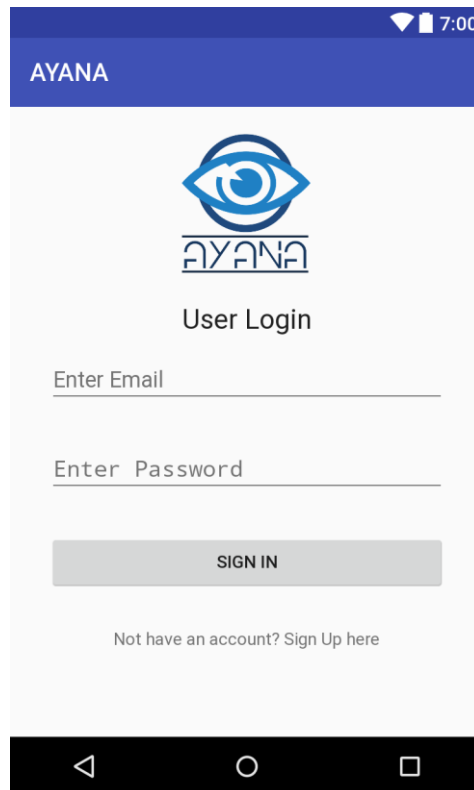 7:00
AYANA
AYANA
User Login
Enter Email
Enter Password
SIGN IN
Not have an account? Sign Up here